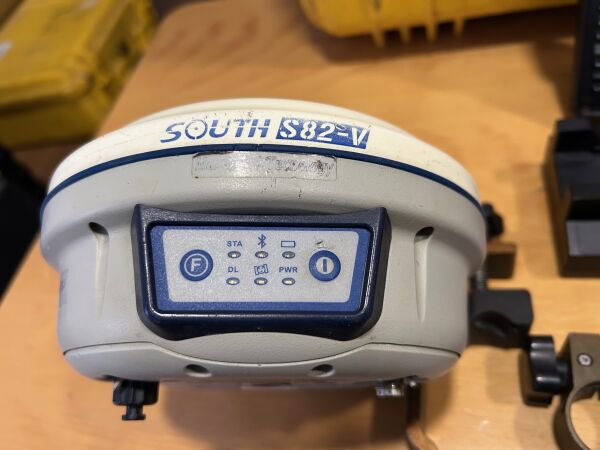 SOUTH S82-V
STA
F I
DL PWR